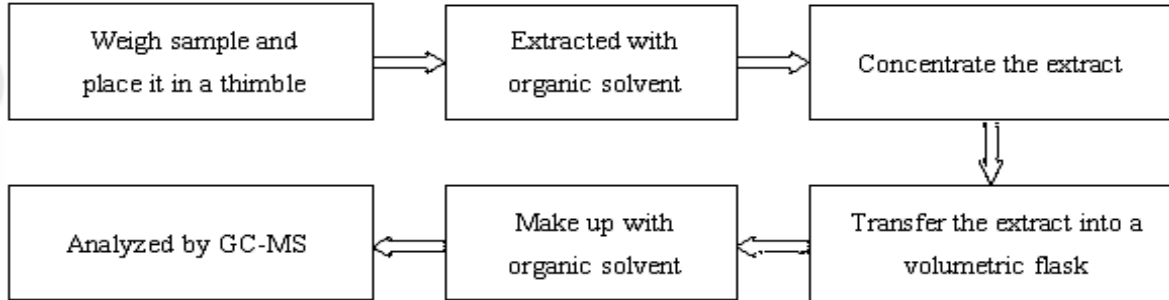 Weigh sample and
place it in a thimble
Extracted with
organic solvent
Concentrate the extract
Transfer the extract into a
volumetric flask
Make up with
organic solvent
Analyzed by GC-MS